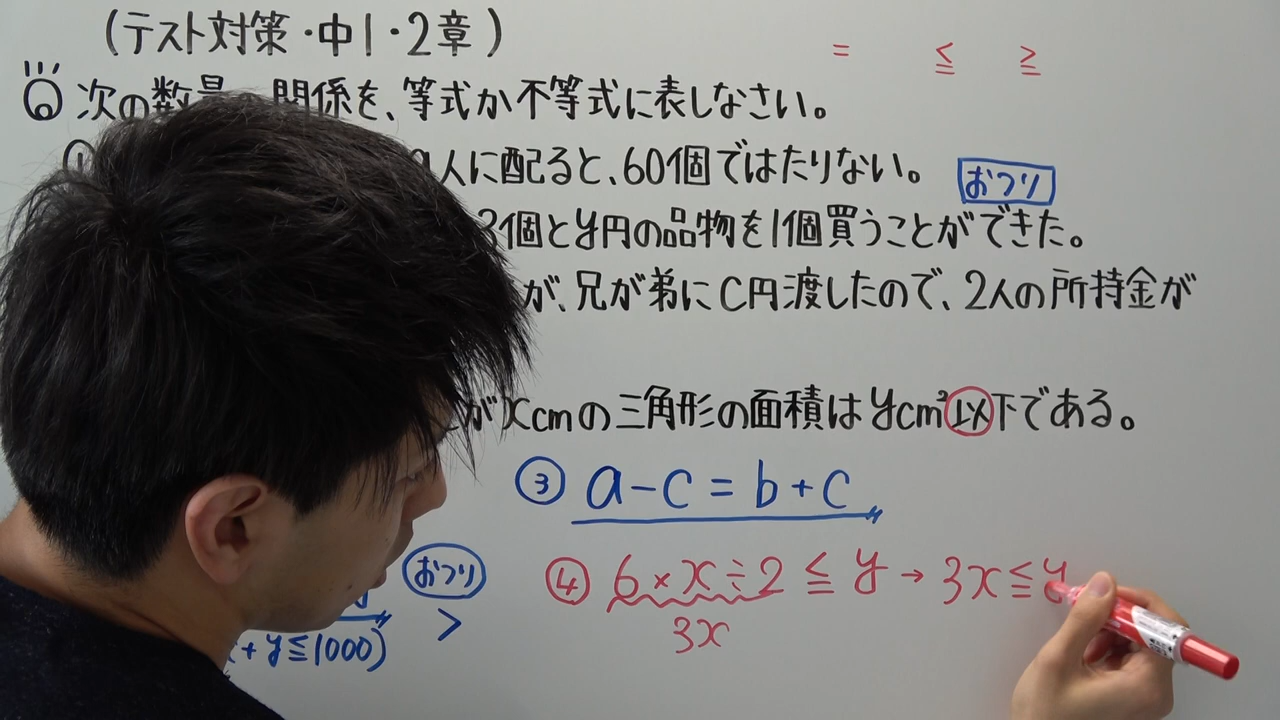 (テスト対策・中1・2章)
= ≦ ≧
次の数量 関係を、等式か不等式に表しなさい。
人に配ると、60個ではたりない。
おつり
3個とy円の品物を1個買うことができた。
が、兄が弟にC円渡したので、2人の所持金が
がxcmの三角形の面積はycm²以下である。
③ a-c=b+c
おつり
>
+y≦1000)
④ 6×x÷2≦y→3x≦y
3x